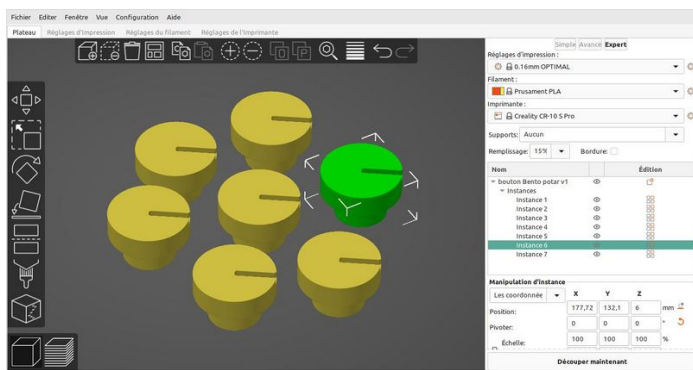 Fichier Editer Fenêtre Vue Configuration Aide
Plateau Réglages d'impression Réglages du filament Réglages de l'imprimante
Simple Avancé Expert
Réglages d'impression :
0.16mm OPTIMAL
Filament :
Prusament PLA
Imprimante :
Creality CR-10 S Pro
Supports: Aucun
Remplissage: 15% Bordure:
Nom Édition
bouton Bento potar v1
Instances
Instance 1
Instance 2
Instance 3
Instance 4
Instance 5
Instance 6
Instance 7
Manipulation d'instance
Les coordonnée X Y Z
Position: 177,72 132,1 6 mm
Pivoter: 0 0 0 °
Échelle: 100 100 100 %
Découper maintenant